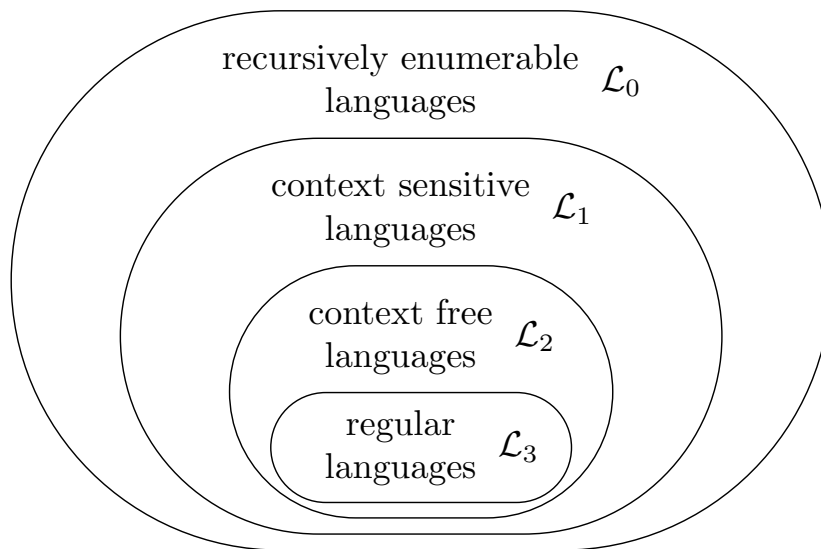 recursively enumerable
languages
ℒ₀
context sensitive
languages
ℒ₁
context free
languages
ℒ₂
regular
languages
ℒ₃